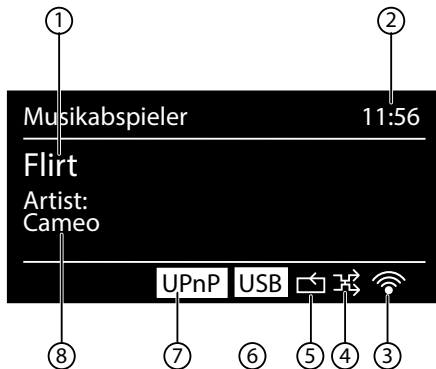 ① ②
Musikabspieler 11:56
Flirt
Artist:
Cameo
UPnP USB
⑧ ⑦ ⑥ ⑤ ④ ③